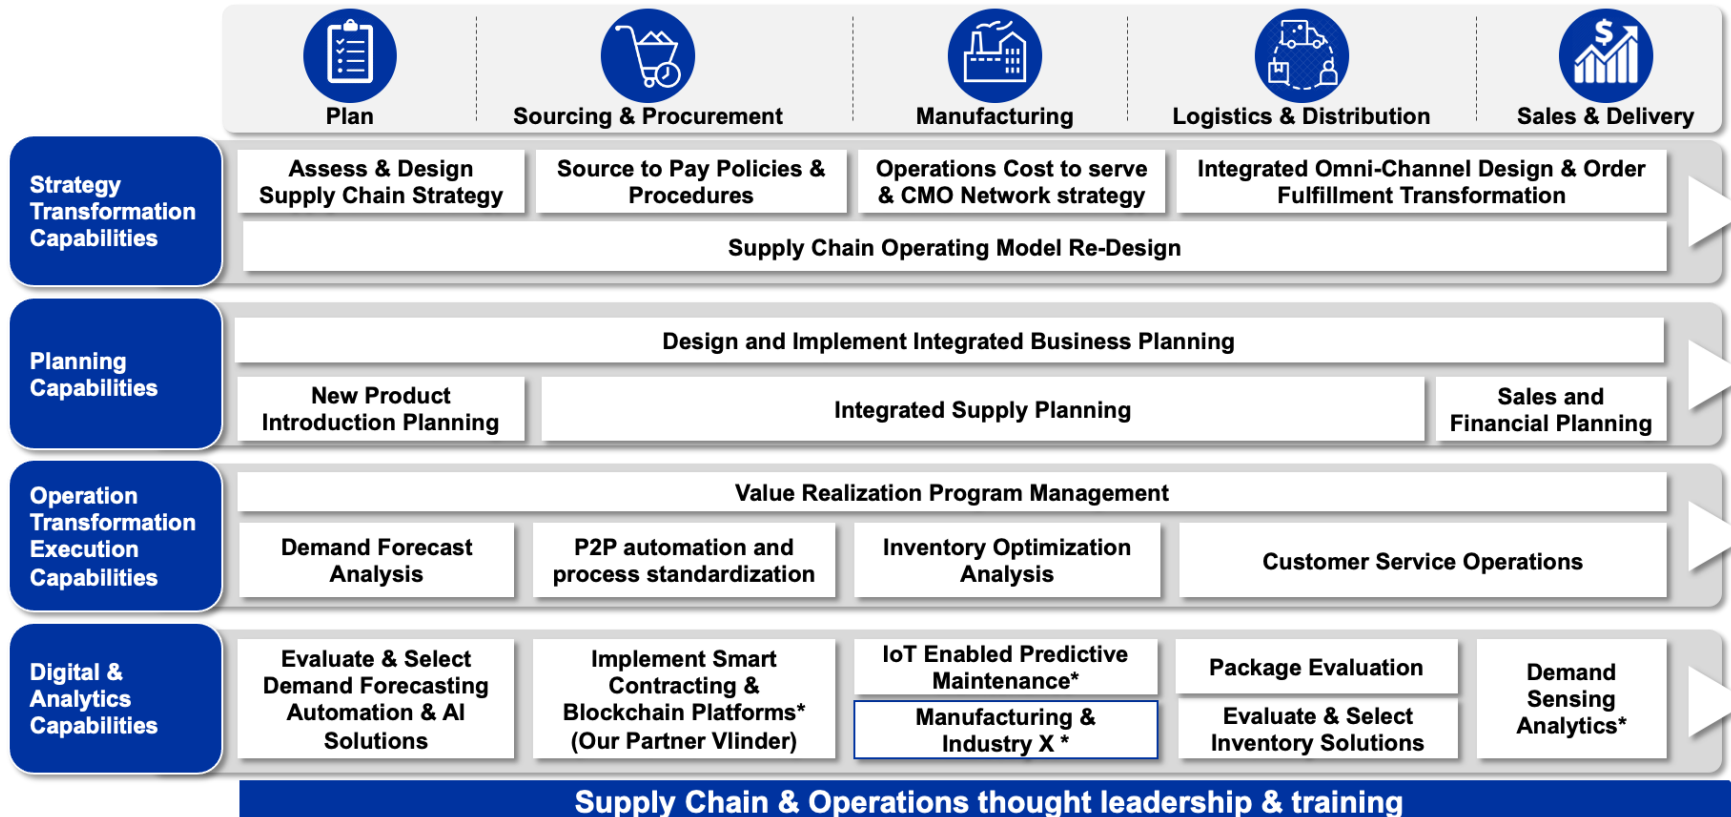 $
Plan
Sourcing & Procurement
Manufacturing
Logistics & Distribution
Sales & Delivery
Strategy
Transformation
Capabilities
Assess & Design
Supply Chain Strategy
Source to Pay Policies &
Procedures
Operations Cost to serve
& CMO Network strategy
Integrated Omni-Channel Design & Order
Fulfillment Transformation
Supply Chain Operating Model Re-Design
Planning
Capabilities
Design and Implement Integrated Business Planning
New Product
Introduction Planning
Integrated Supply Planning
Sales and
Financial Planning
Operation
Transformation
Execution
Capabilities
Value Realization Program Management
Demand Forecast
Analysis
P2P automation and
process standardization
Inventory Optimization
Analysis
Customer Service Operations
Digital &
Analytics
Capabilities
Evaluate & Select
Demand Forecasting
Automation & AI
Solutions
Implement Smart
Contracting &
Blockchain Platforms*
(Our Partner Vlinder)
IoT Enabled Predictive
Maintenance*
Manufacturing &
Industry X *
Package Evaluation
Evaluate & Select
Inventory Solutions
Demand
Sensing
Analytics*
Supply Chain & Operations thought leadership & training